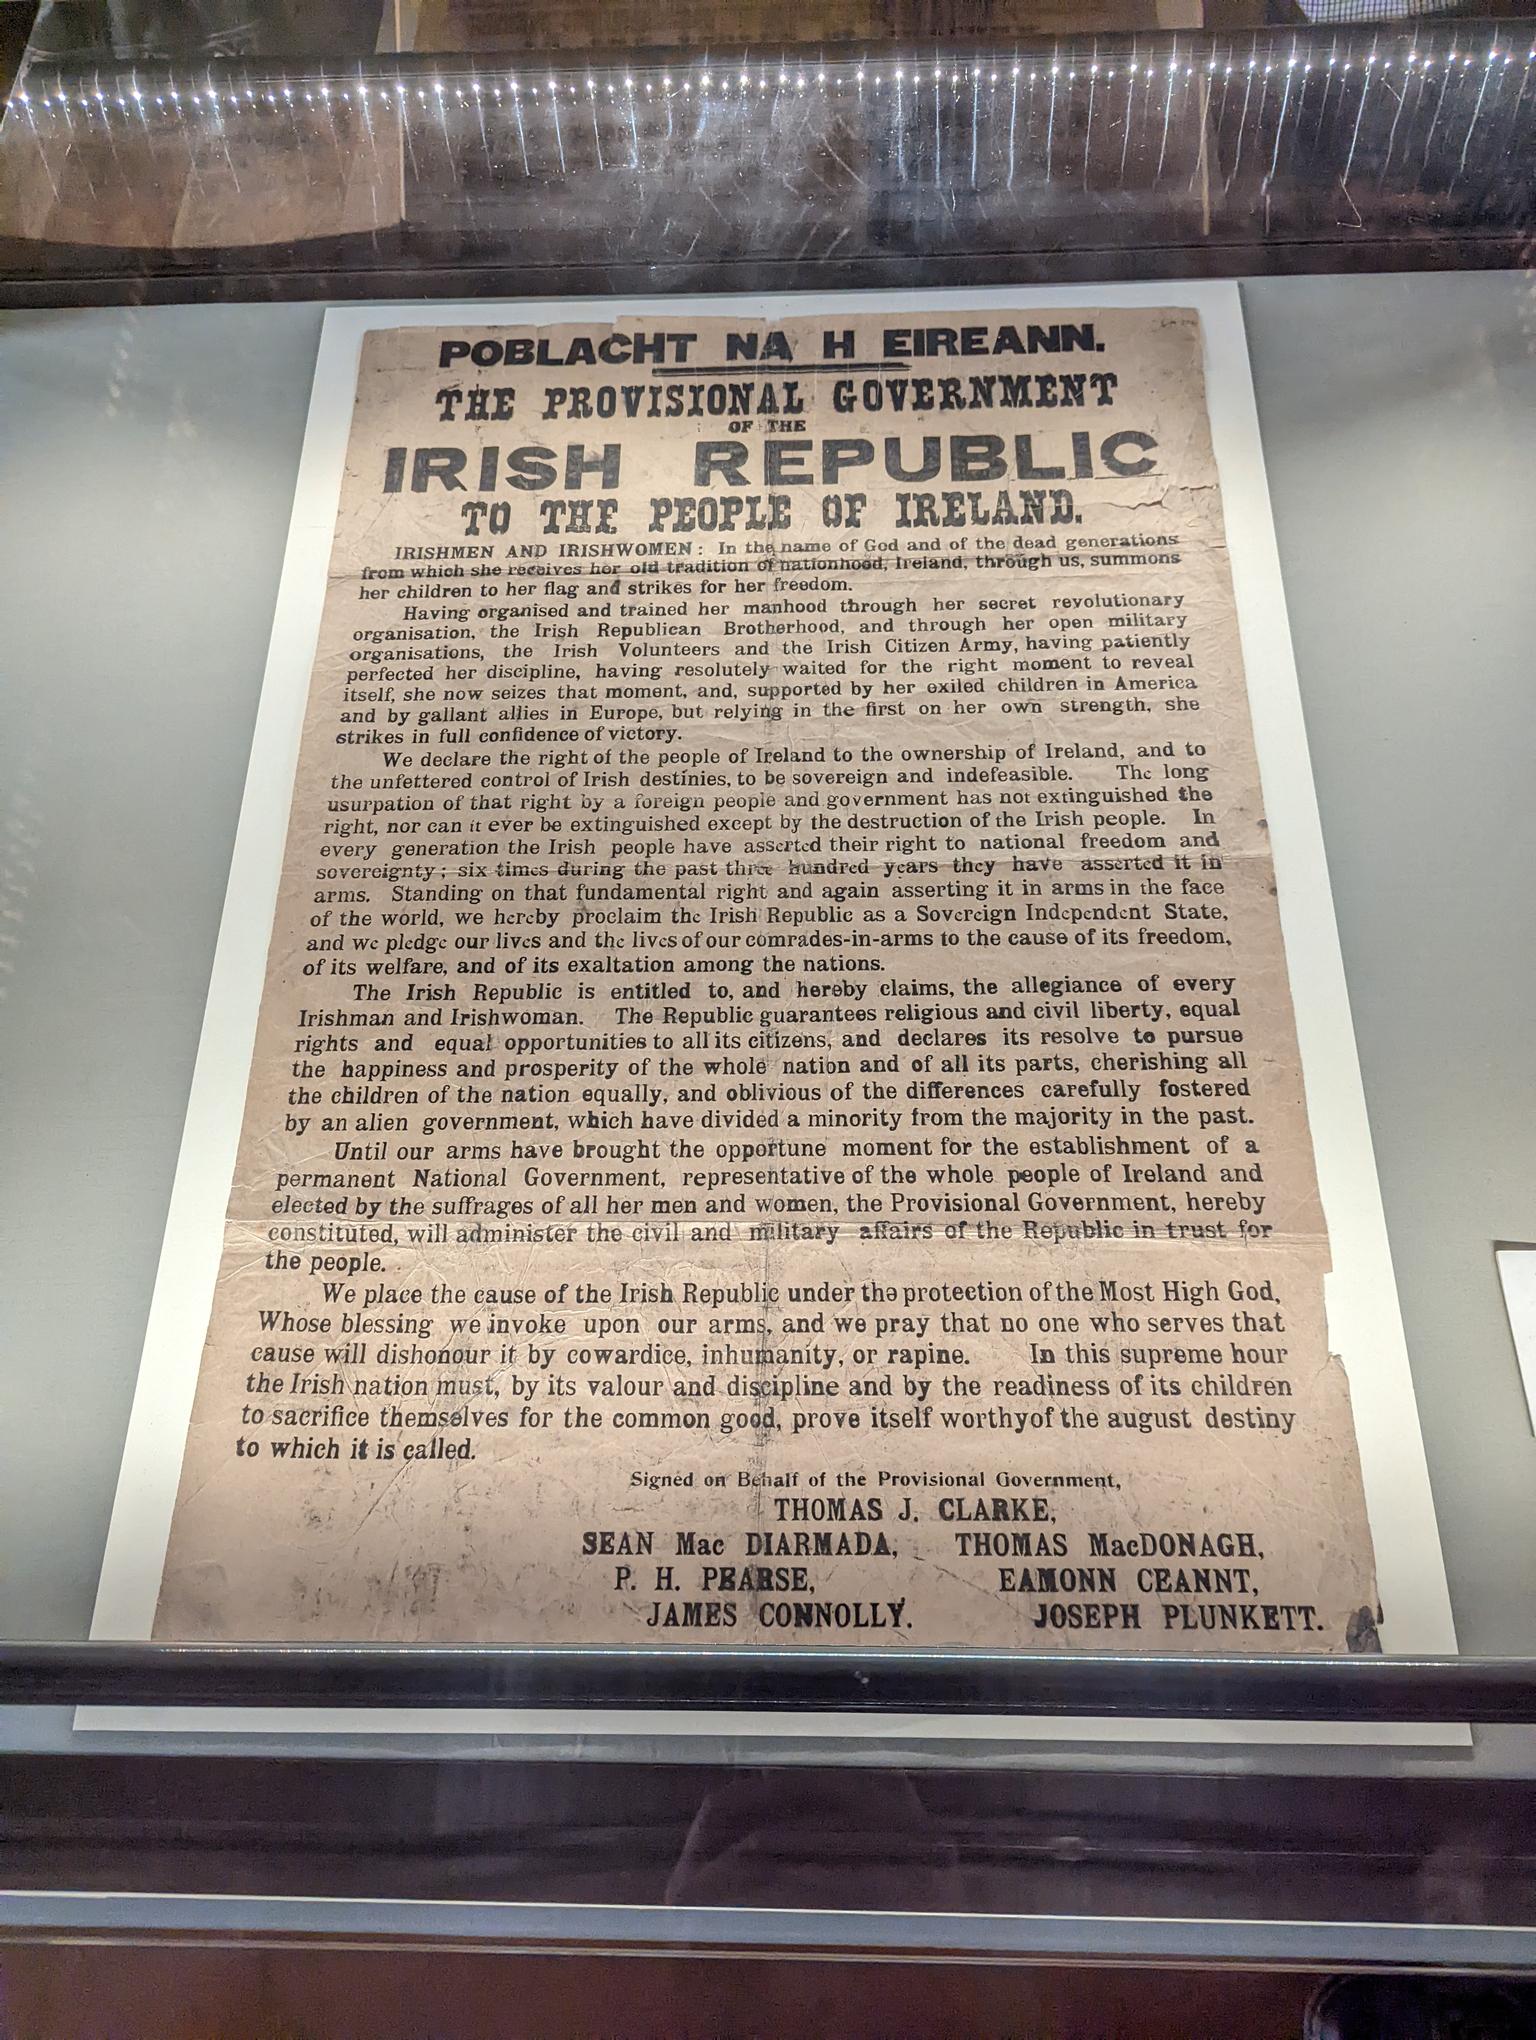 POBLACHT NA H EIREANN.
THE PROVISIONAL GOVERNMENT
OF THE
IRISH REPUBLIC
TO THE PEOPLE OF IRELAND.
IRISHMEN AND IRISHWOMEN : In the name of God and of the dead generations
from which she receives her old tradition of nationhood, Ireland, through us, summons
her children to her flag and strikes for her freedom.
Having organised and trained her manhood through her secret revolutionary
organisation, the Irish Republican Brotherhood, and through her open military
organisations, the Irish Volunteers and the Irish Citizen Army, having patiently
perfected her discipline, having resolutely waited for the right moment to reveal
itself, she now seizes that moment, and, supported by her exiled children in America
and by gallant allies in Europe, but relying in the first on her own strength, she
strikes in full confidence of victory.
We declare the right of the people of Ireland to the ownership of Ireland, and to
the unfettered control of Irish destinies, to be sovereign and indefeasible. The long
usurpation of that right by a foreign people and government has not extinguished the
right, nor can it ever be extinguished except by the destruction of the Irish people. In
every generation the Irish people have asserted their right to national freedom and
sovereignty ; six times during the past three hundred years they have asserted it in
arms. Standing on that fundamental right and again asserting it in arms in the face
of the world, we hereby proclaim the Irish Republic as a Sovereign Independent State,
and we pledge our lives and the lives of our comrades-in-arms to the cause of its freedom,
of its welfare, and of its exaltation among the nations.
The Irish Republic is entitled to, and hereby claims, the allegiance of every
Irishman and Irishwoman. The Republic guarantees religious and civil liberty, equal
rights and equal opportunities to all its citizens, and declares its resolve to pursue
the happiness and prosperity of the whole nation and of all its parts, cherishing all
the children of the nation equally, and oblivious of the differences carefully fostered
by an alien government, which have divided a minority from the majority in the past.
Until our arms have brought the opportune moment for the establishment of a
permanent National Government, representative of the whole people of Ireland and
elected by the suffrages of all her men and women, the Provisional Government, hereby
constituted, will administer the civil and military affairs of the Republic in trust for
the people.
We place the cause of the Irish Republic under the protection of the Most High God,
Whose blessing we invoke upon our arms, and we pray that no one who serves that
cause will dishonour it by cowardice, inhumanity, or rapine. In this supreme hour
the Irish nation must, by its valour and discipline and by the readiness of its children
to sacrifice themselves for the common good, prove itself worthy of the august destiny
to which it is called.
Signed on Behalf of the Provisional Government,
THOMAS J. CLARKE,
SEAN Mac DIARMADA, THOMAS MacDONAGH,
P. H. PEARSE, EAMONN CEANNT,
JAMES CONNOLLY. JOSEPH PLUNKETT.